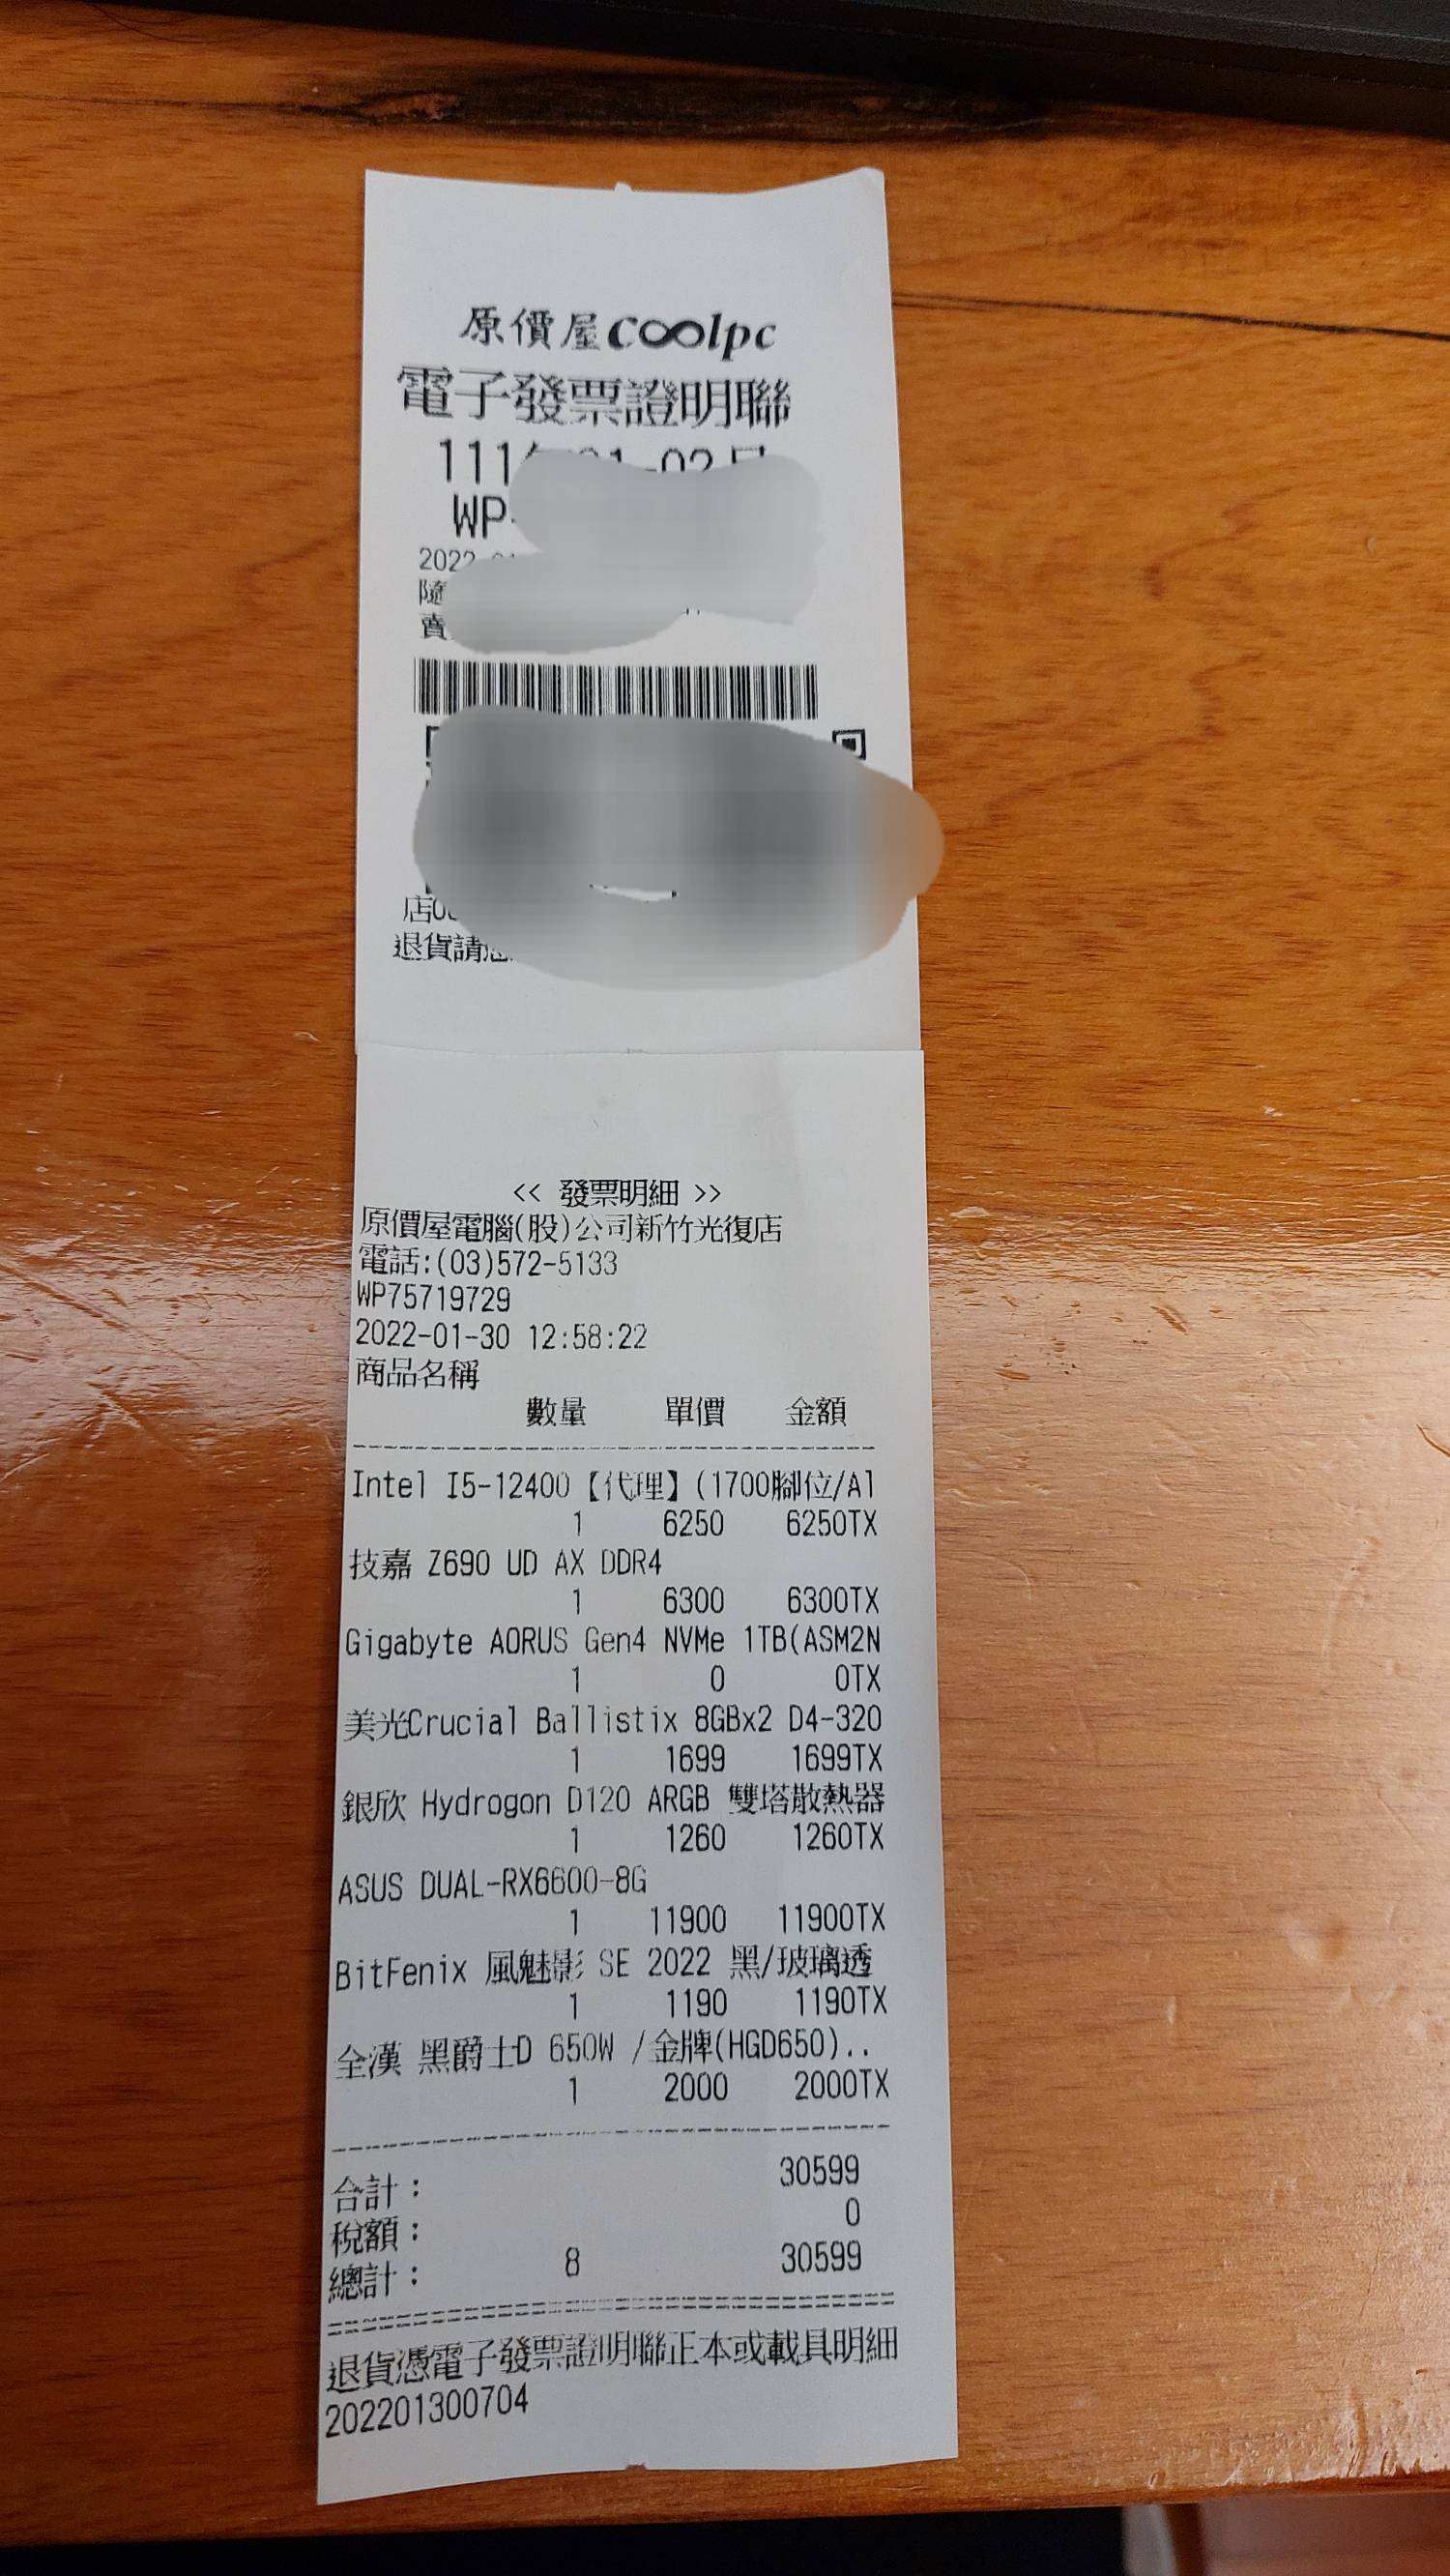 原價屋coolpc
電子發票證明聯
111 -02
WP
2022
隨
賣
店
退貨請
<< 發票明細 >>
原價屋電腦(股)公司新竹光復店
電話:(03)572-5133
WP75719729
2022-01-30 12:58:22
商品名稱
數量 單價 金額
Intel I5-12400【代理】(1700腳位/Al
1 6250 6250TX
技嘉 Z690 UD AX DDR4
1 6300 6300TX
Gigabyte AORUS Gen4 NVMe 1TB(ASM2N
1 0 0TX
美光Crucial Ballistix 8GBx2 D4-320
1 1699 1699TX
銀欣 Hydrogon D120 ARGB 雙塔散熱器
1 1260 1260TX
ASUS DUAL-RX6600-8G
1 11900 11900TX
BitFenix 風魅影 SE 2022 黑/玻璃透
1 1190 1190TX
全漢 黑爵士D 650W /金牌(HGD650)..
1 2000 2000TX
合計: 30599
稅額: 0
總計: 8 30599
退貨憑電子發票證明聯正本或載具明細
202201300704